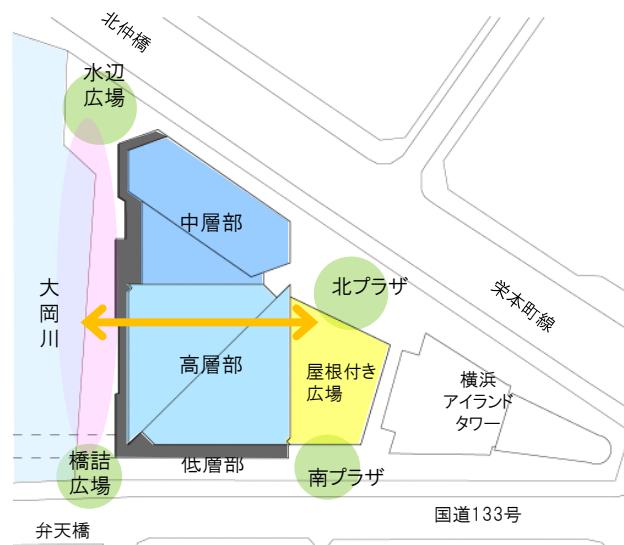 北仲橋
水辺
広場
中層部
大
岡
川
北プラザ
栄本町線
高層部
屋根付き
広場
横浜
アイランド
タワー
低層部
橋詰
広場
南プラザ
国道133号
弁天橋